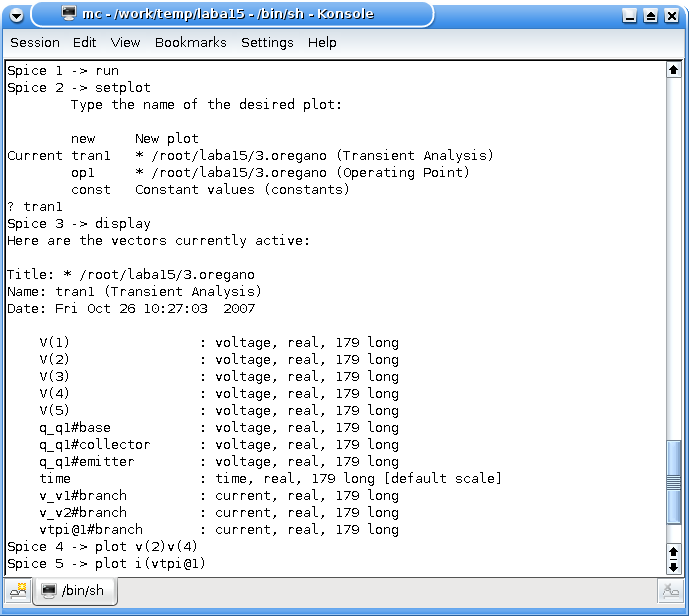 mc - /work/temp/laba15 - /bin/sh - Konsole
Session Edit View Bookmarks Settings Help
Spice 1 -> run
Spice 2 -> setplot
        Type the name of the desired plot:

        new     New plot
Current tran1   * /root/laba15/3.oregano (Transient Analysis)
        op1     * /root/laba15/3.oregano (Operating Point)
        const   Constant values (constants)
? tran1
Spice 3 -> display
Here are the vectors currently active:

Title: * /root/laba15/3.oregano
Name: tran1 (Transient Analysis)
Date: Fri Oct 26 10:27:03  2007

    V(1)                : voltage, real, 179 long
    V(2)                : voltage, real, 179 long
    V(3)                : voltage, real, 179 long
    V(4)                : voltage, real, 179 long
    V(5)                : voltage, real, 179 long
    q_q1#base           : voltage, real, 179 long
    q_q1#collector      : voltage, real, 179 long
    q_q1#emitter        : voltage, real, 179 long
    time                : time, real, 179 long [default scale]
    v_v1#branch         : current, real, 179 long
    v_v2#branch         : current, real, 179 long
    vtpi@1#branch       : current, real, 179 long
Spice 4 -> plot v(2)v(4)
Spice 5 -> plot i(vtpi@1)
/bin/sh